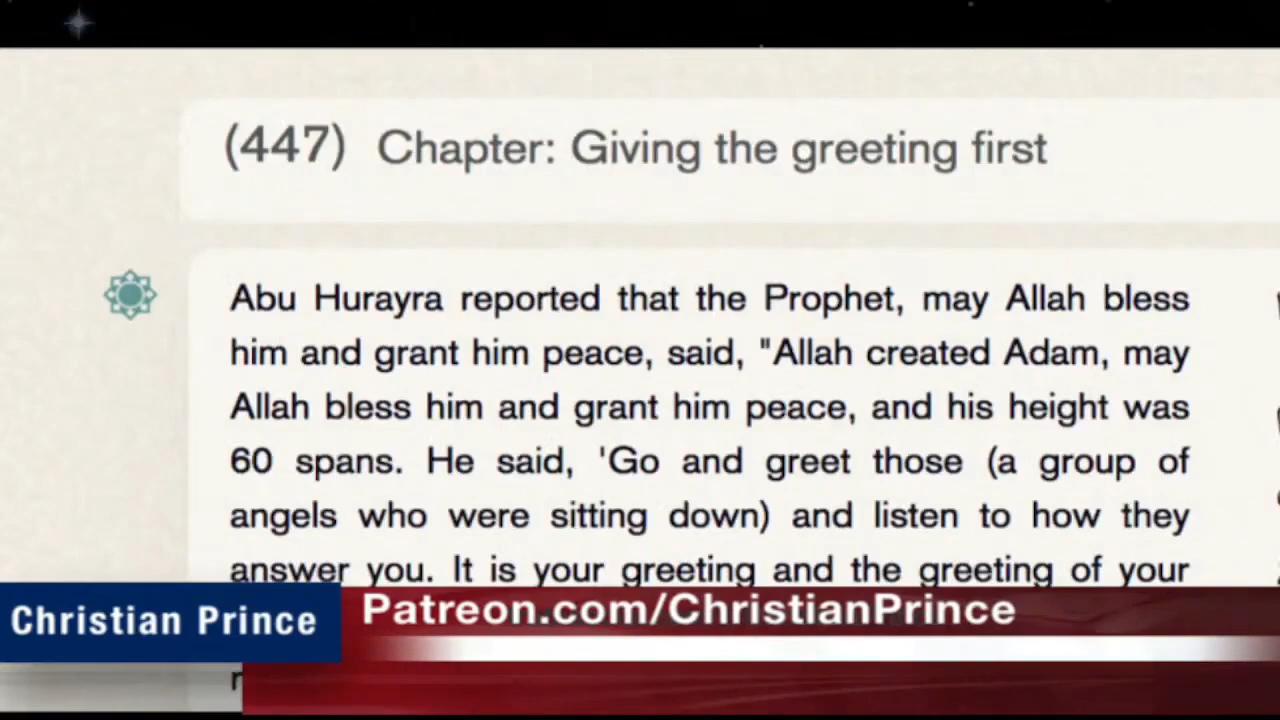 (447) Chapter: Giving the greeting first
Abu Hurayra reported that the Prophet, may Allah bless
him and grant him peace, said, "Allah created Adam, may
Allah bless him and grant him peace, and his height was
60 spans. He said, 'Go and greet those (a group of
angels who were sitting down) and listen to how they
answer you. It is your greeting and the greeting of your
Christian Prince
Patreon.com/ChristianPrince